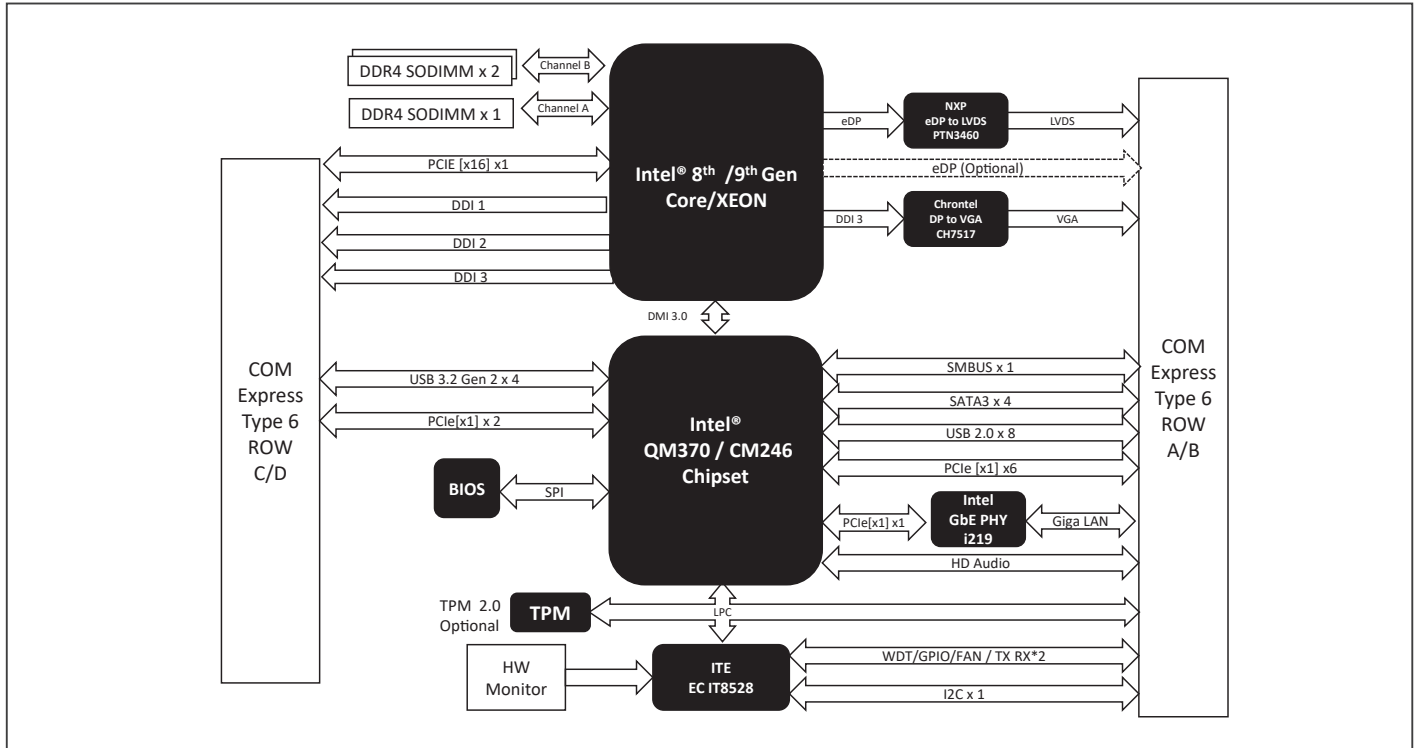 DDR4 SODIMM x 2
Channel B
DDR4 SODIMM x 1
Channel A
PCIE [x16] x1
DDI 1
DDI 2
DDI 3
Intel® 8th /9th Gen
Core/XEON
eDP
NXP
eDP to LVDS
PTN3460
LVDS
eDP (Optional)
DDI 3
Chrontel
DP to VGA
CH7517
VGA
DMI 3.0
COM
Express
Type 6
ROW
C/D
USB 3.2 Gen 2 x 4
PCIe[x1] x 2
BIOS
SPI
Intel®
QM370 / CM246
Chipset
SMBUS x 1
SATA3 x 4
USB 2.0 x 8
PCIe [x1] x6
PCIe[x1] x1
Intel
GbE PHY
i219
Giga LAN
HD Audio
COM
Express
Type 6
ROW
A/B
TPM 2.0
Optional
TPM
LPC
HW
Monitor
ITE
EC IT8528
WDT/GPIO/FAN / TX RX*2
I2C x 1